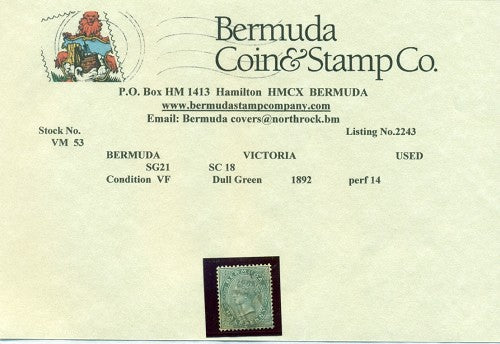 Bermuda
Coin&Stamp Co.
P.O. Box HM 1413 Hamilton HMCX BERMUDA
www.bermudastampcompany.com
Email: Bermuda covers@northrock.bm
Stock No. Listing No.2243
VM 53
BERMUDA VICTORIA USED
SG21 SC 18
Condition VF Dull Green 1892 perf 14
BERMUDA